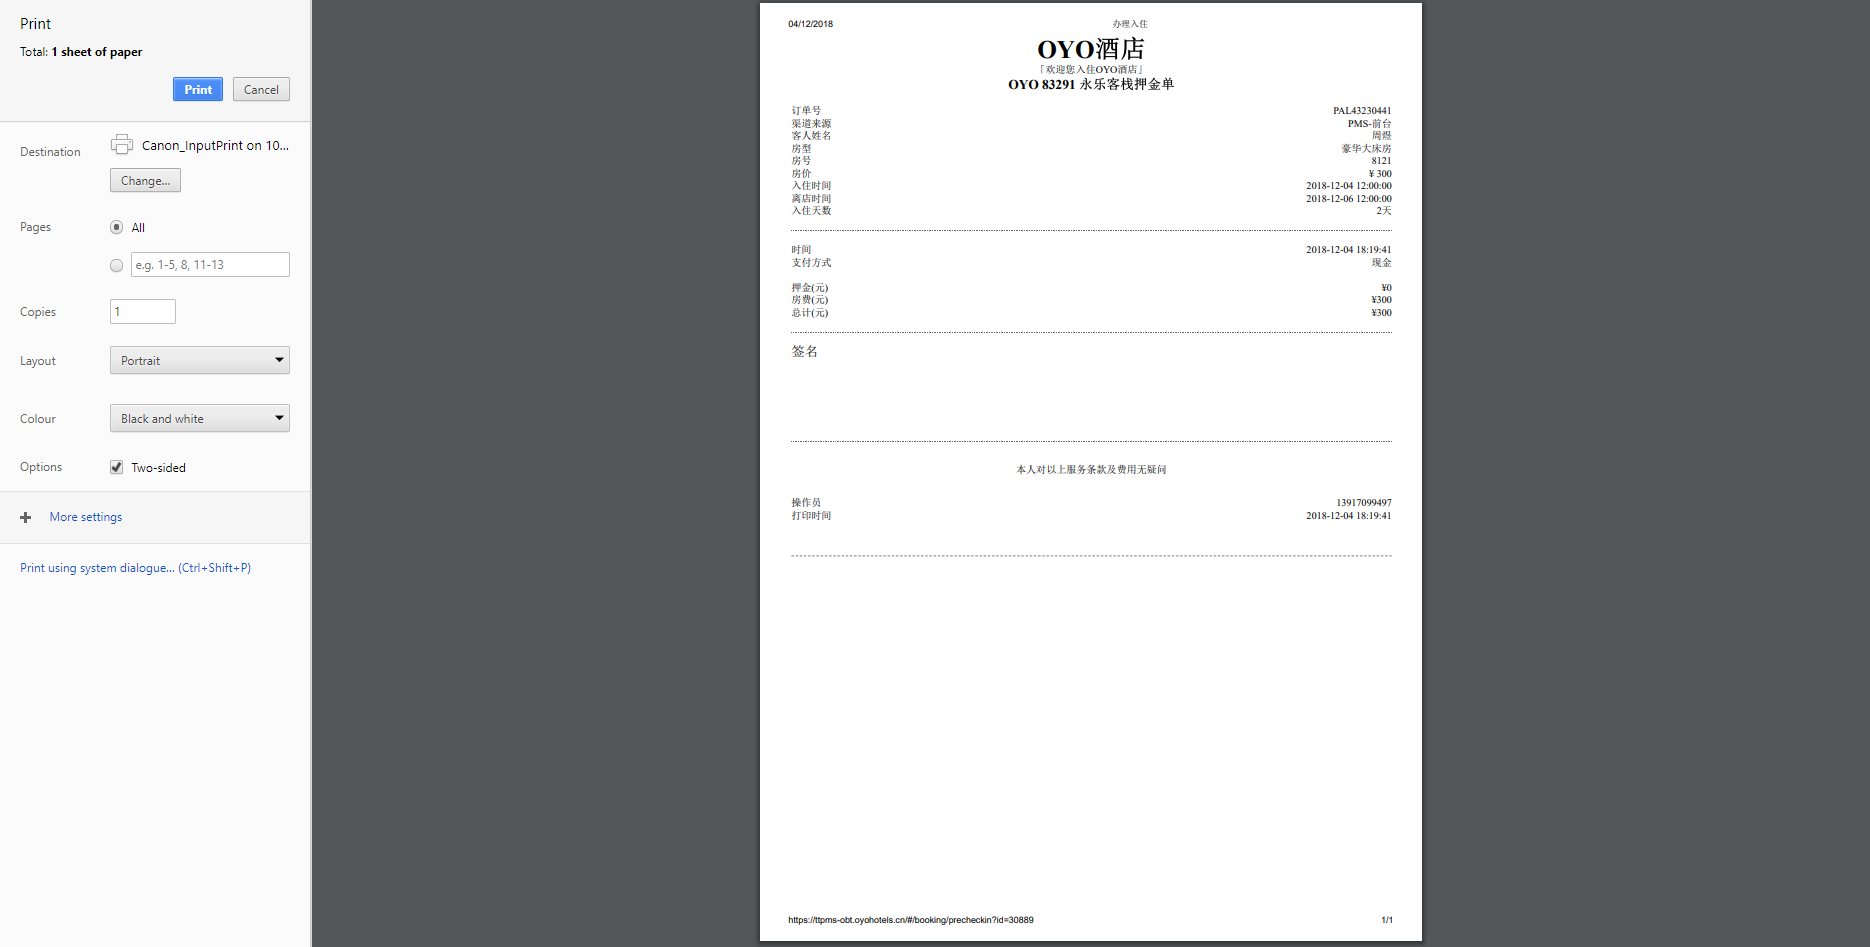 Print
Total: 1 sheet of paper
Print Cancel
Destination Canon_InputPrint on 10...
Change...
Pages All
e.g. 1-5, 8, 11-13
Copies 1
Layout Portrait
Colour Black and white
Options Two-sided
More settings
Print using system dialogue... (Ctrl+Shift+P)
04/12/2018 办理入住
OYO酒店
「欢迎您入住OYO酒店」
OYO 83291 永乐客栈押金单
订单号 PAL43230441
渠道来源 PMS-前台
客人姓名 周煜
房型 豪华大床房
房号 8121
房价 ¥ 300
入住时间 2018-12-04 12:00:00
离店时间 2018-12-06 12:00:00
入住天数 2天
时间 2018-12-04 18:19:41
支付方式 现金
押金(元) ¥0
房费(元) ¥300
总计(元) ¥300
签名
本人对以上服务条款及费用无疑问
操作员 13917099497
打印时间 2018-12-04 18:19:41
https://ttpms-obt.oyohotels.cn/#/booking/precheckin?id=30889 1/1